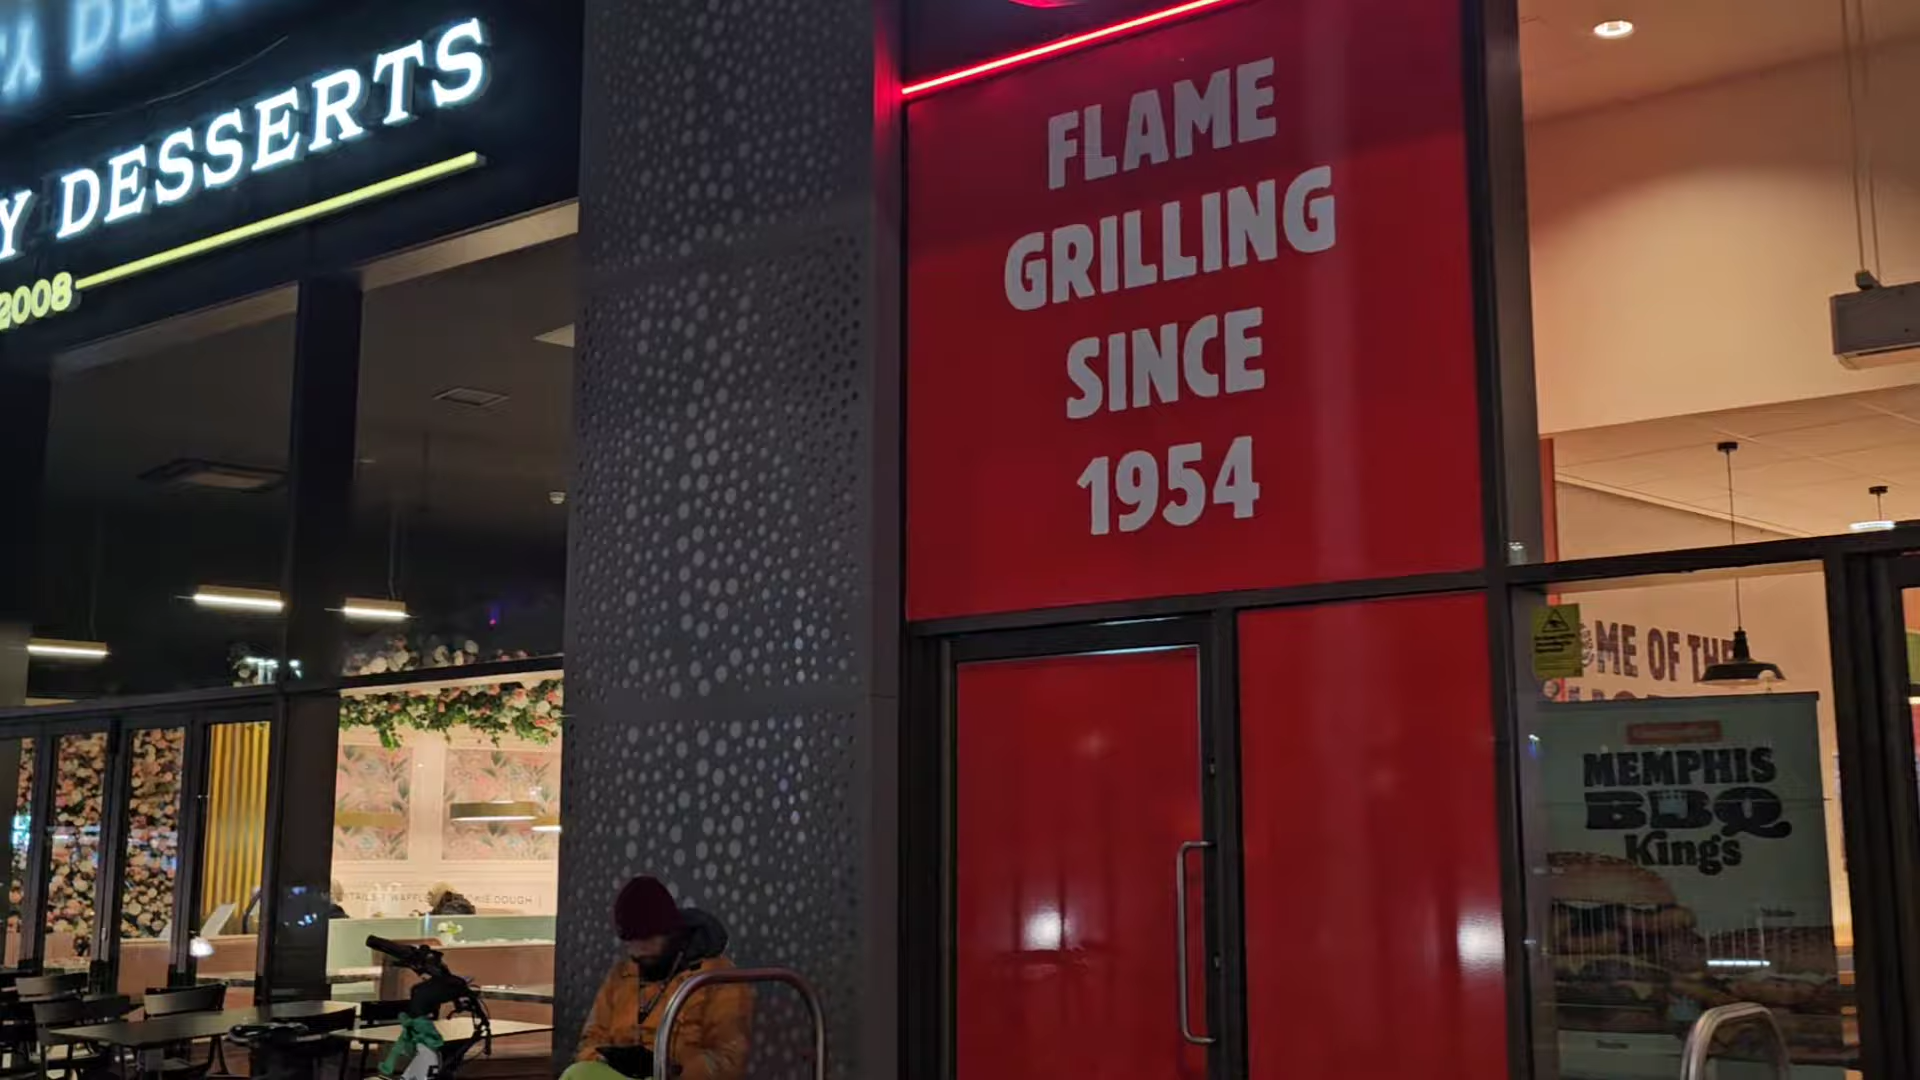 Y DESSERTS
2008
FLAME
GRILLING
SINCE
1954
ME OF THE
MEMPHIS
BBQ
Kings